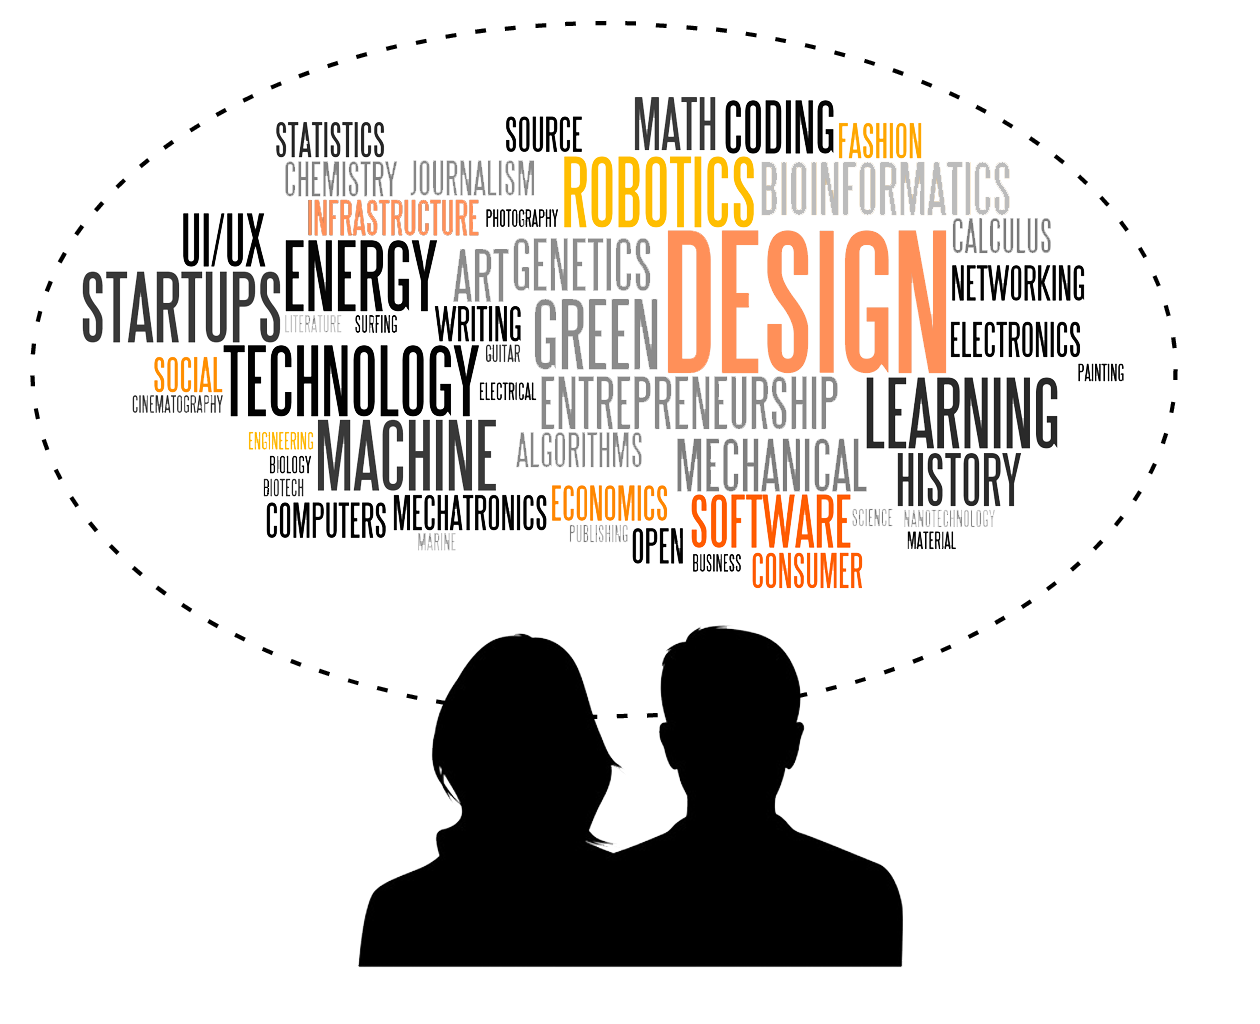 MATH CODING
STATISTICS SOURCE FASHION
CHEMISTRY JOURNALISM ROBOTICS BIOINFORMATICS
INFRASTRUCTURE PHOTOGRAPHY
UI/UX CALCULUS
ENERGY ART GENETICS DESIGN NETWORKING
STARTUPS
LITERATURE SURFING WRITING GREEN ELECTRONICS
GUITAR
SOCIAL TECHNOLOGY PAINTING
CINEMATOGRAPHY ELECTRICAL ENTREPRENEURSHIP LEARNING
ENGINEERING MACHINE ALGORITHMS
BIOLOGY MECHANICAL HISTORY
BIOTECH
COMPUTERS MECHATRONICS ECONOMICS SOFTWARE SCIENCE NANOTECHNOLOGY
MARINE PUBLISHING OPEN MATERIAL
BUSINESS CONSUMER